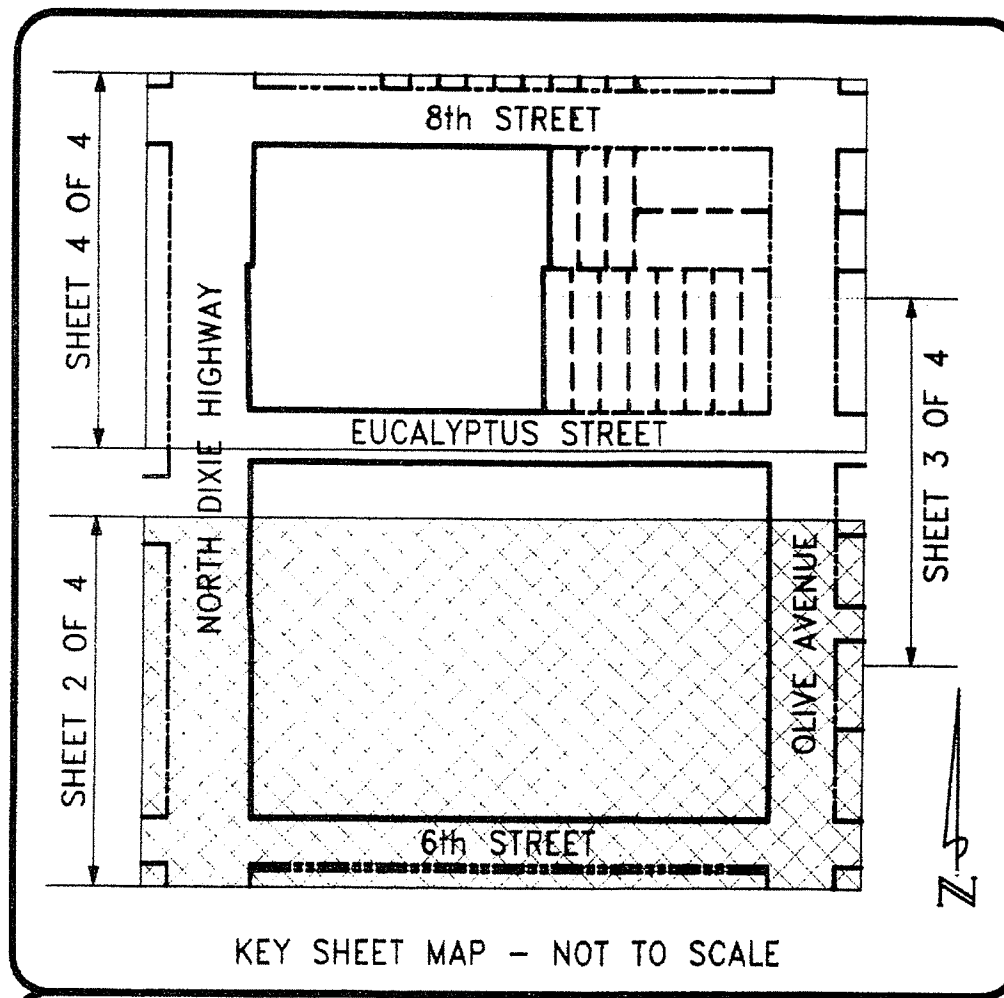 8th STREET
SHEET 4 OF 4
NORTH DIXIE HIGHWAY
EUCALYPTUS STREET
SHEET 3 OF 4
SHEET 2 OF 4
OLIVE AVENUE
6th STREET
Z
KEY SHEET MAP – NOT TO SCALE